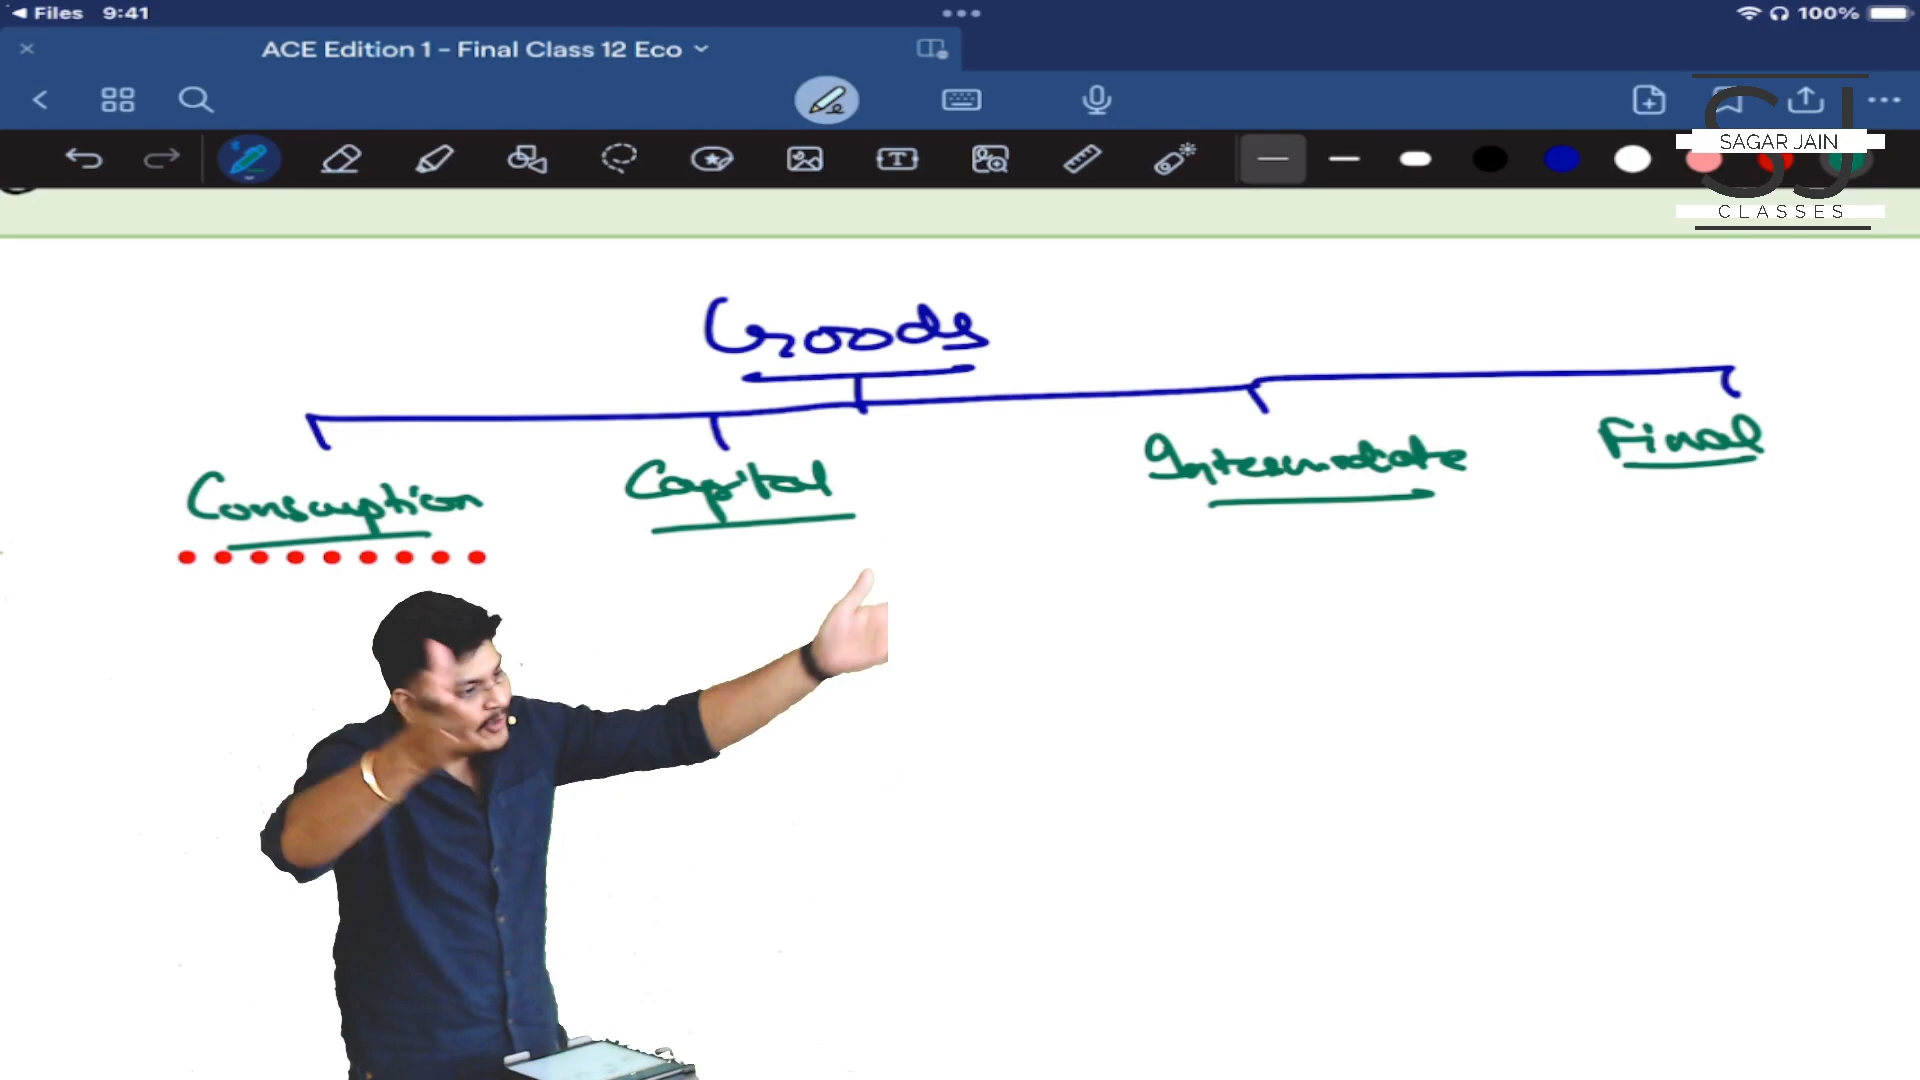 Files 9:41
100%
ACE Edition 1 - Final Class 12 Eco
SJ
SAGAR JAIN
CLASSES
Goods
Consumption
Capital
Intermediate
Final